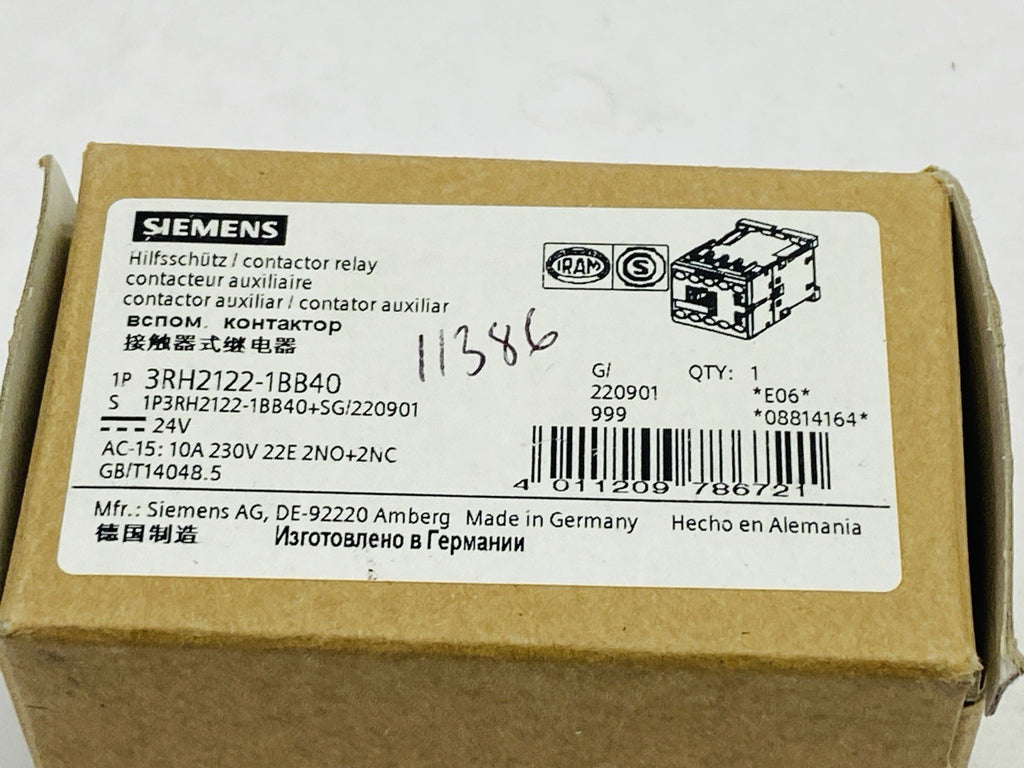 SIEMENS
Hilfsschütz / contactor relay
contacteur auxiliaire
contactor auxiliar / contator auxiliar
вспом. контактор
接触器式继电器
IRAM S
11386
1P 3RH2122-1BB40
S 1P3RH2122-1BB40+SG/220901
24V
AC-15: 10A 230V 22E 2NO+2NC
GB/T14048.5
G/ QTY: 1
220901 *E06*
999 *08814164*
4 011209 786721
Mfr.: Siemens AG, DE-92220 Amberg Made in Germany Hecho en Alemania
德国制造 Изготовлено в Германии